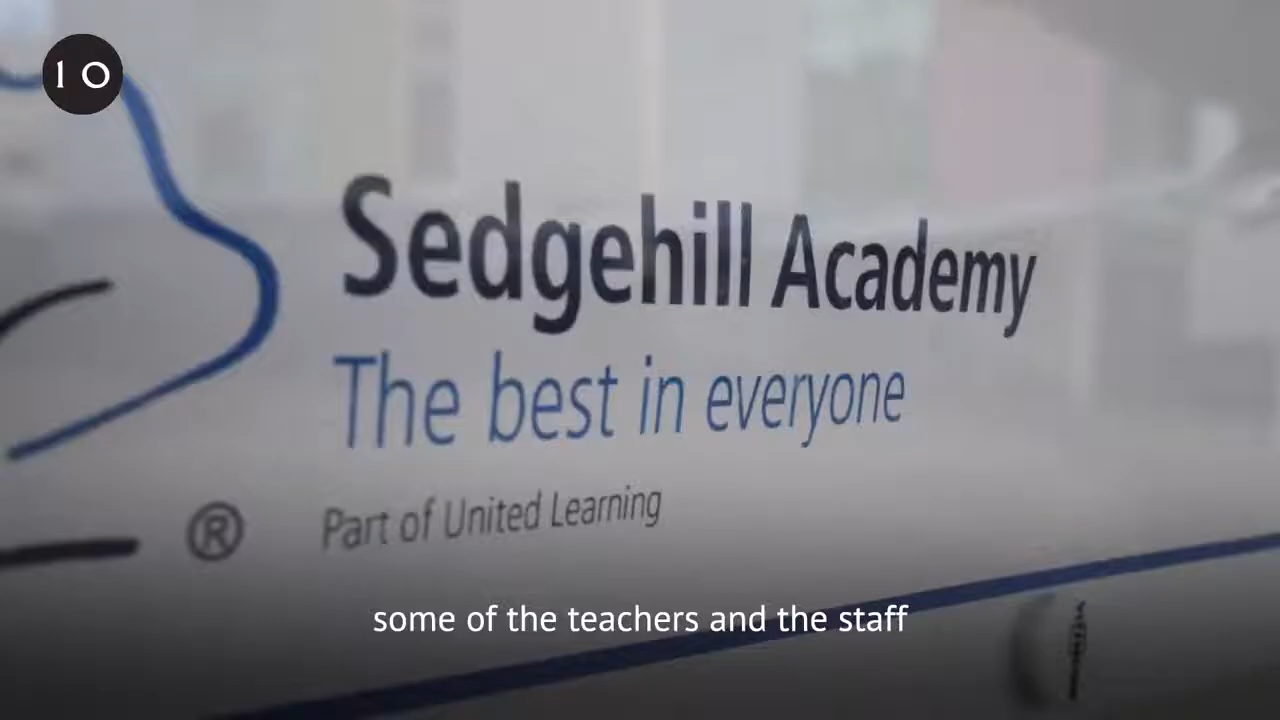 10
Sedgehill Academy
The best in everyone
®
Part of United Learning
some of the teachers and the staff